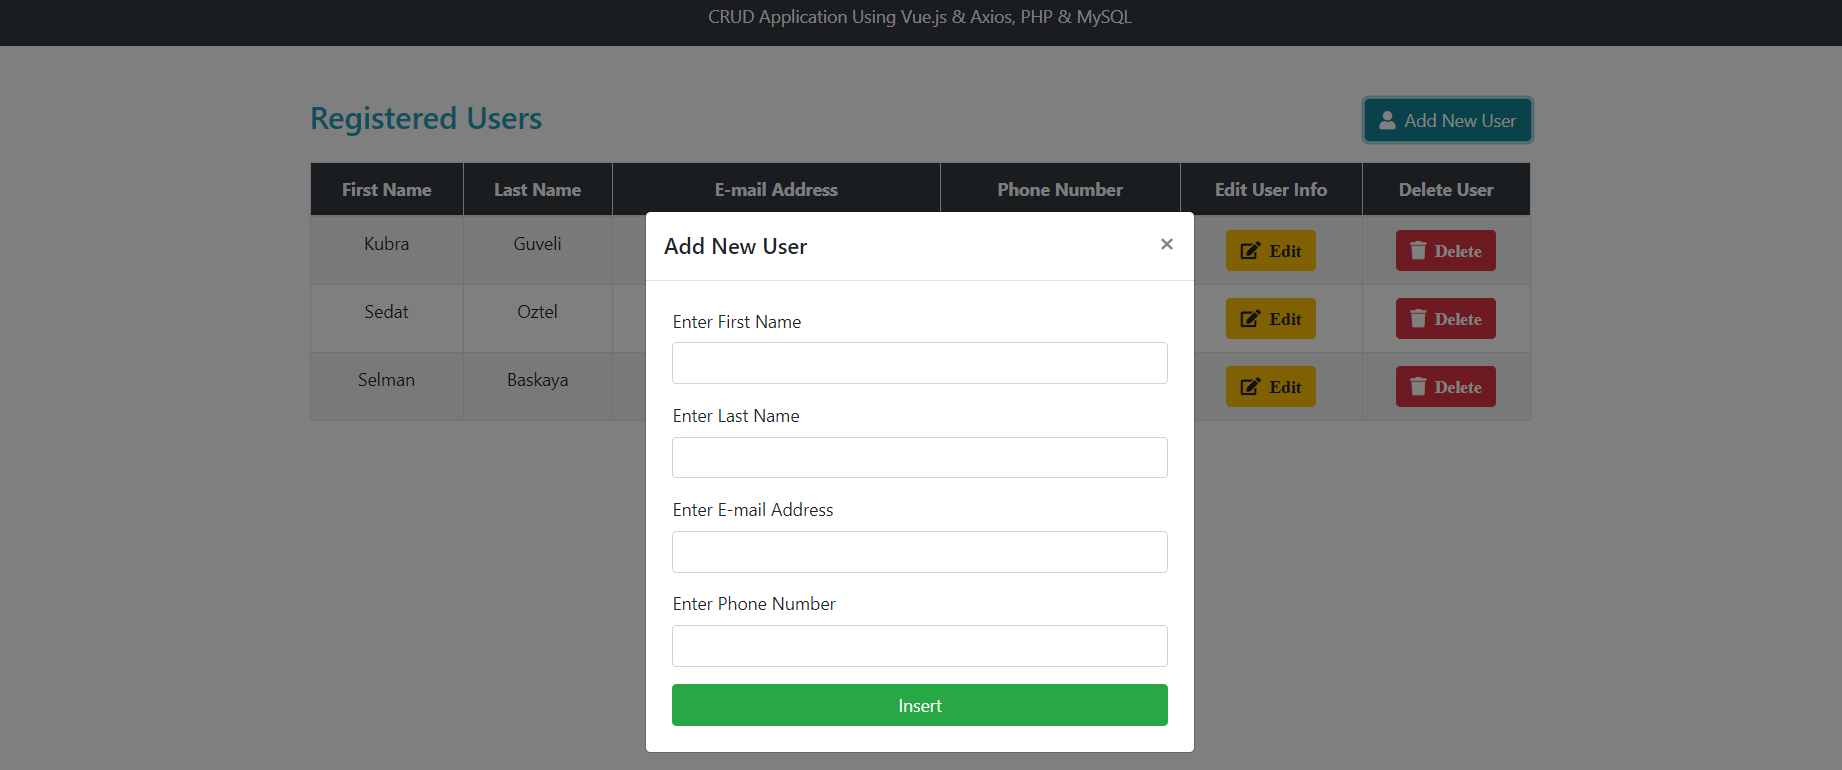 CRUD Application Using Vue.js & Axios, PHP & MySQL
Registered Users
Add New User
First Name Last Name E-mail Address Phone Number Edit User Info Delete User
Kubra Guveli Edit Delete
Sedat Oztel Edit Delete
Selman Baskaya Edit Delete
Add New User ×
Enter First Name
Enter Last Name
Enter E-mail Address
Enter Phone Number
Insert